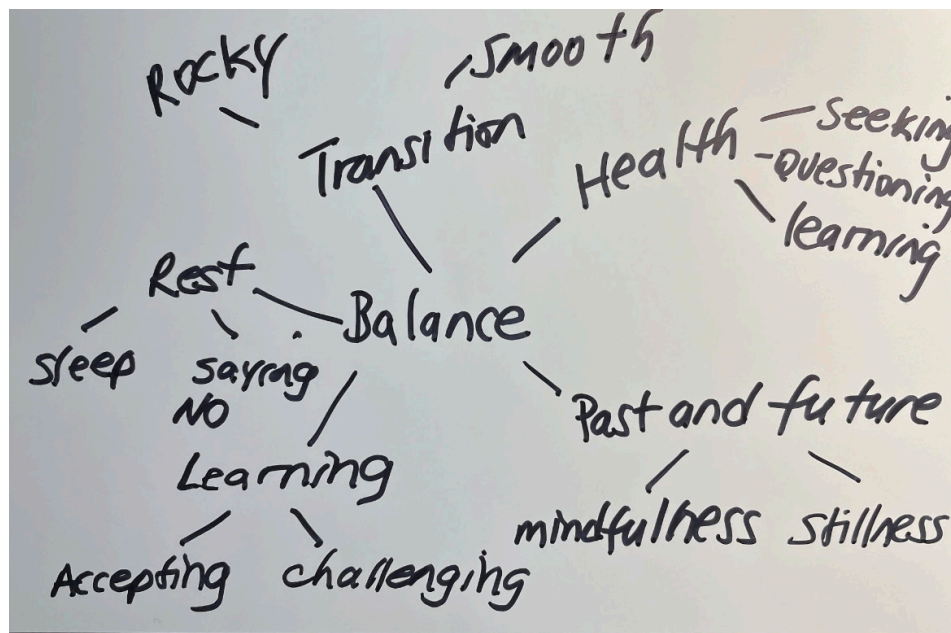 Rocky
smooth
Transition
Health
seeking
questioning
learning
Rest
Balance
sleep
saying
NO
Past and future
Learning
mindfulness
stillness
Accepting
challenging